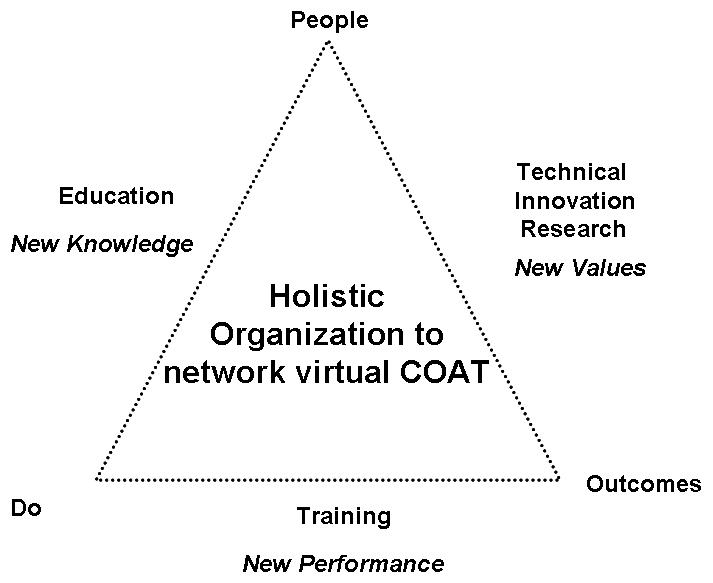 People
Education
New Knowledge
Technical
Innovation
Research
New Values
Holistic
Organization to
network virtual COAT
Do
Outcomes
Training
New Performance